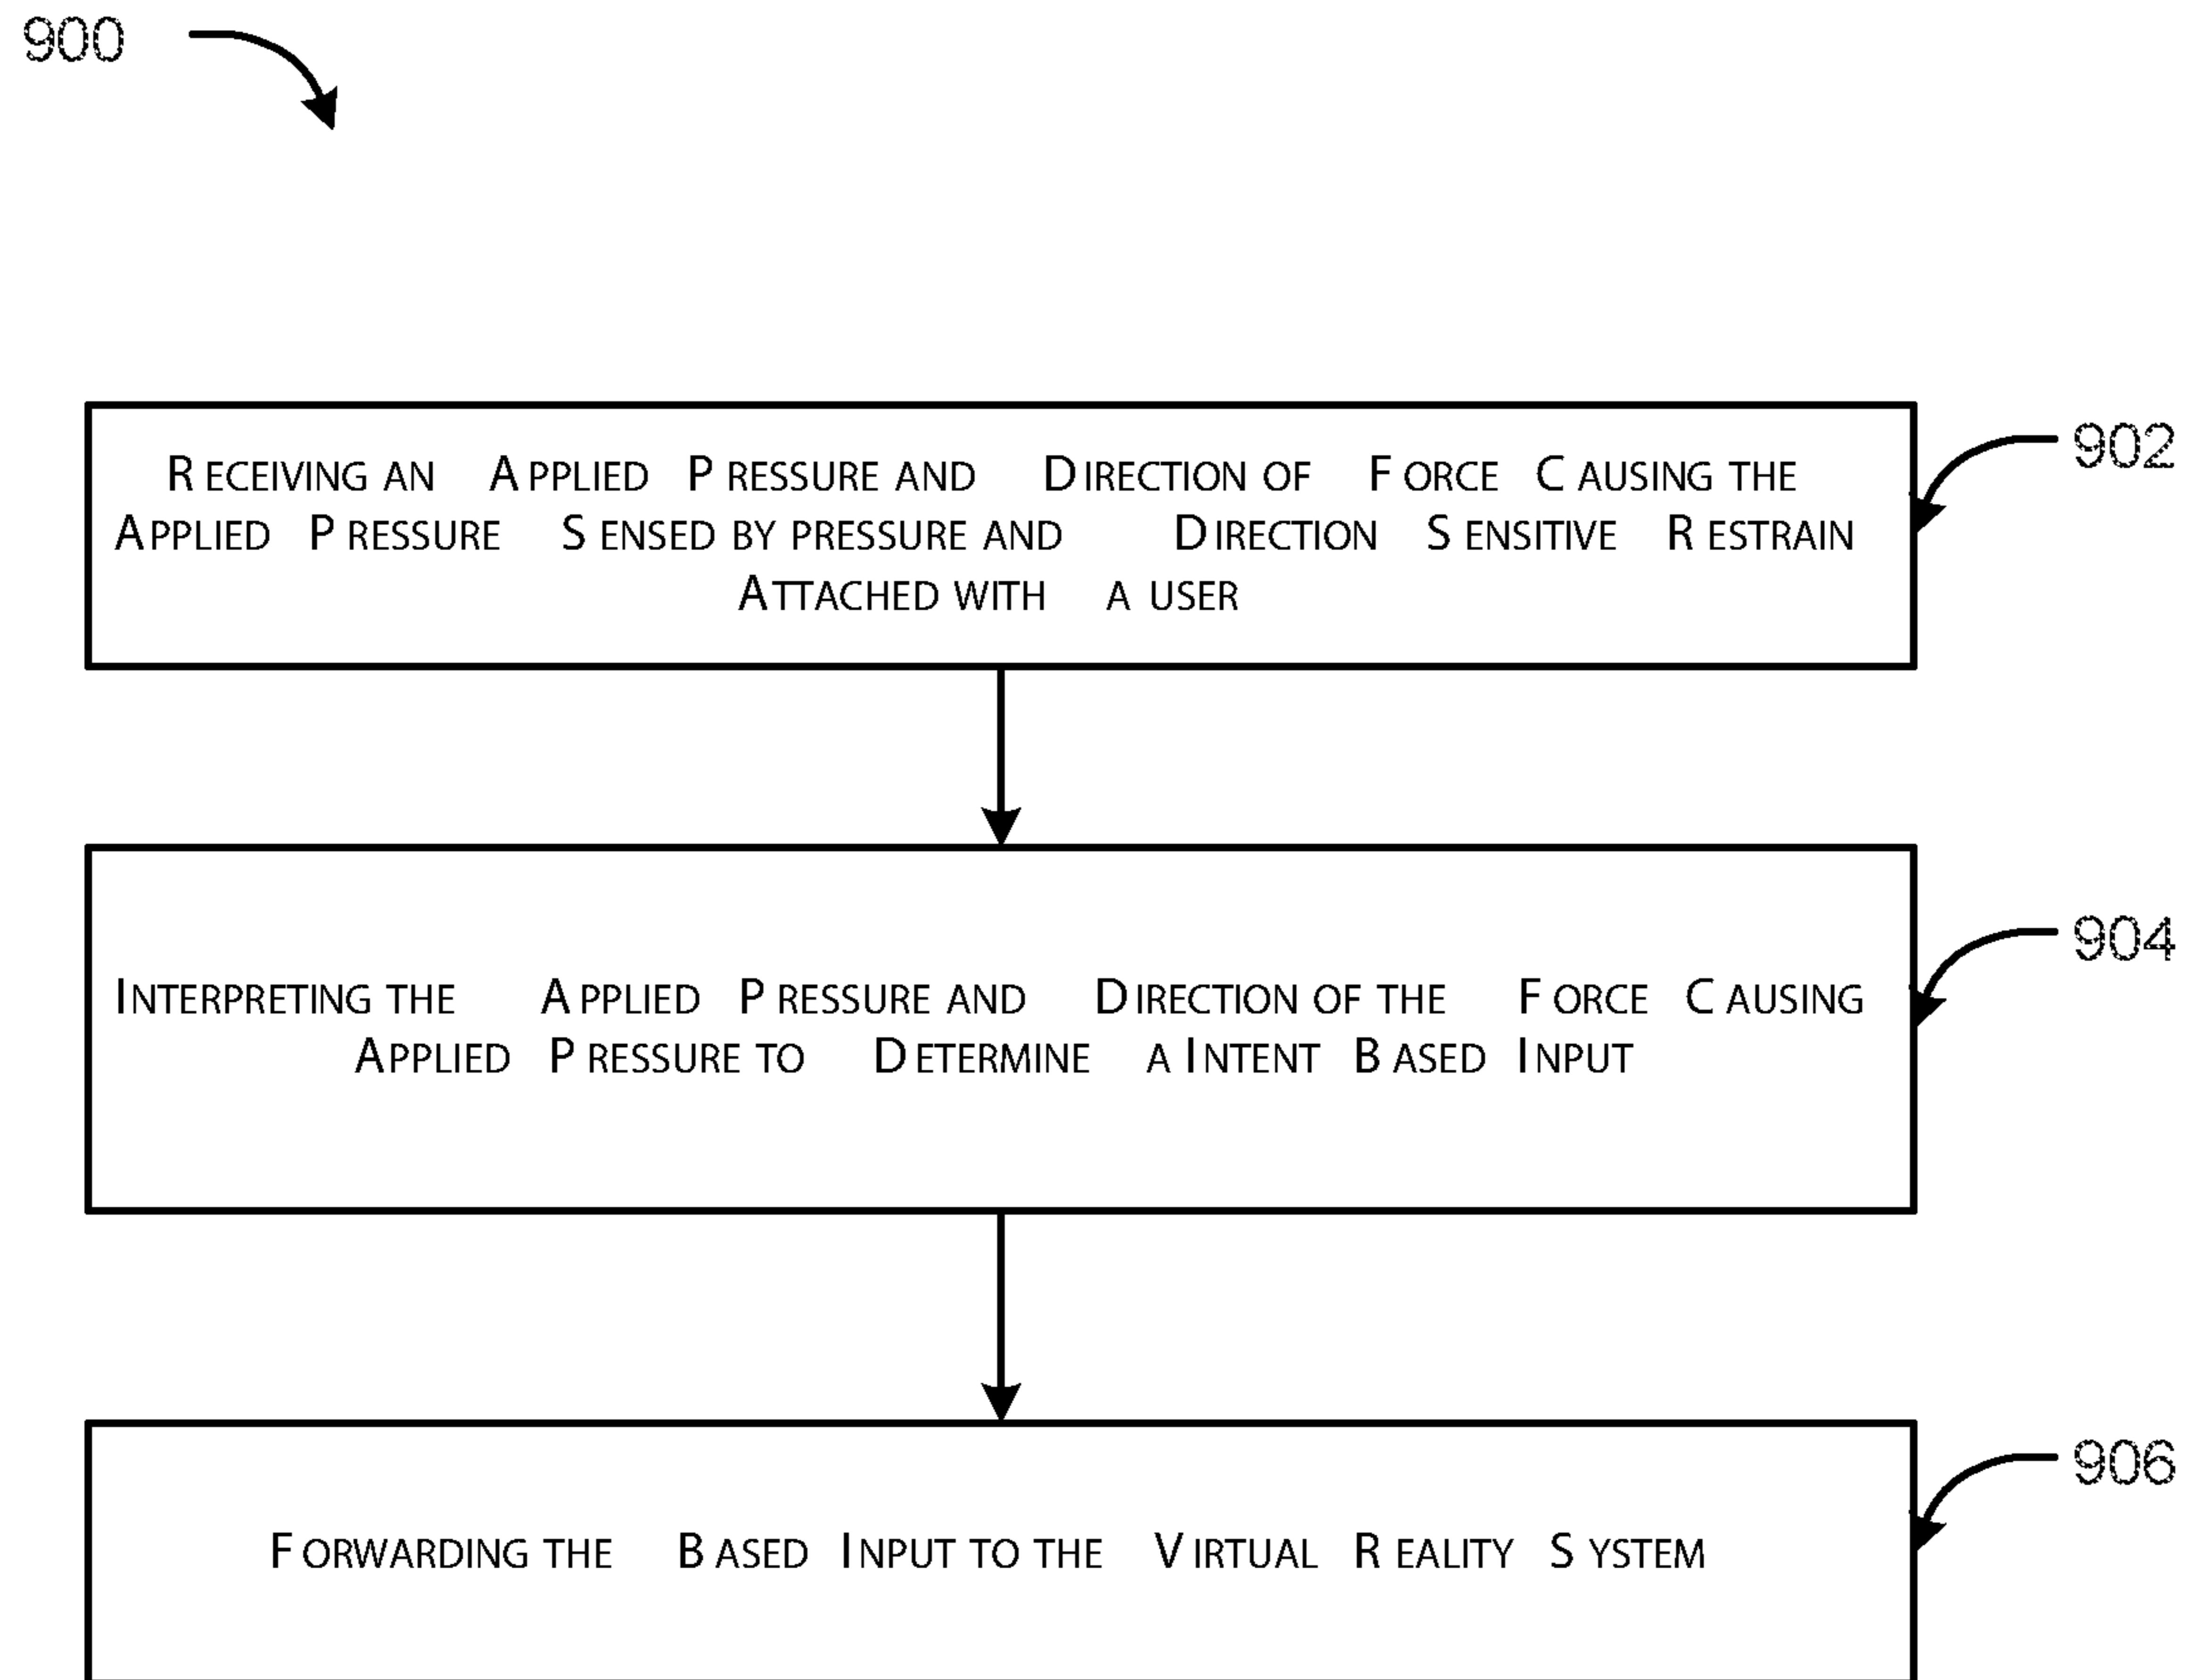 900
RECEIVING AN APPLIED PRESSURE AND DIRECTION OF FORCE CAUSING THE
902
APPLIED PRESSURE SENSED BY PRESSURE AND DIRECTION SENSITIVE RESTRAIN
ATTACHED WITH A USER
904
INTERPRETING THE APPLIED PRESSURE AND DIRECTION OF THE FORCE CAUSING
APPLIED PRESSURE TO DETERMINE A INTENT BASED INPUT
906
FORWARDING THE BASED INPUT TO THE VIRTUAL REALITY SYSTEM